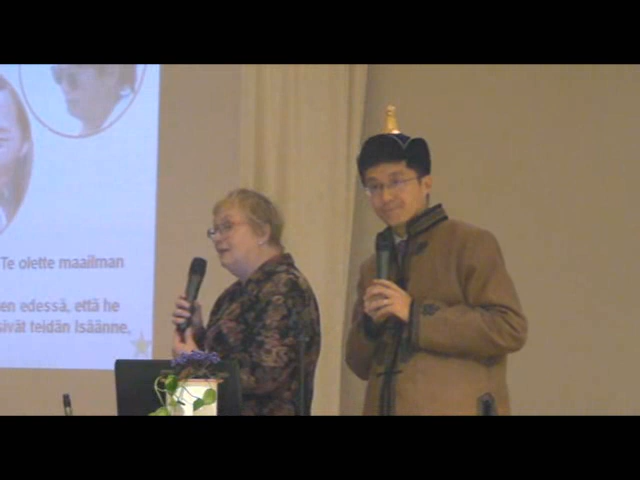 Te olette maailman
en edessä, että he
sivät teidän Isäänne,